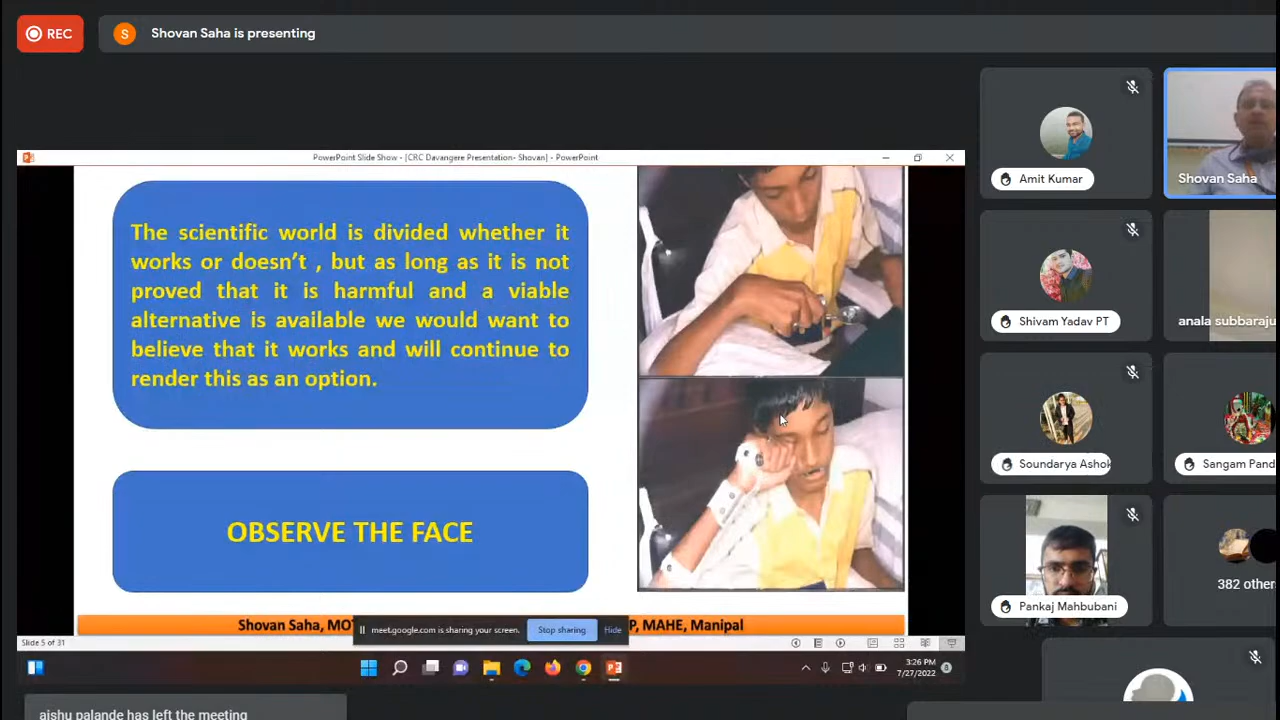 REC
S
Shovan Saha is presenting
PowerPoint Slide Show - [CRC Davangere Presentation- Shovan] - PowerPoint
The scientific world is divided whether it
works or doesn’t , but as long as it is not
proved that it is harmful and a viable
alternative is available we would want to
believe that it works and will continue to
render this as an option.
OBSERVE THE FACE
Shovan Saha, MOT
P, MAHE, Manipal
meet.google.com is sharing your screen.
Stop sharing
Hide
Slide 5 of 31
3:26 PM
7/27/2022
Amit Kumar
Shovan Saha
Shivam Yadav PT
anala subbaraju
Soundarya Ashok
Sangam Pand
Pankaj Mahbubani
382 other
aishu palande has left the meeting